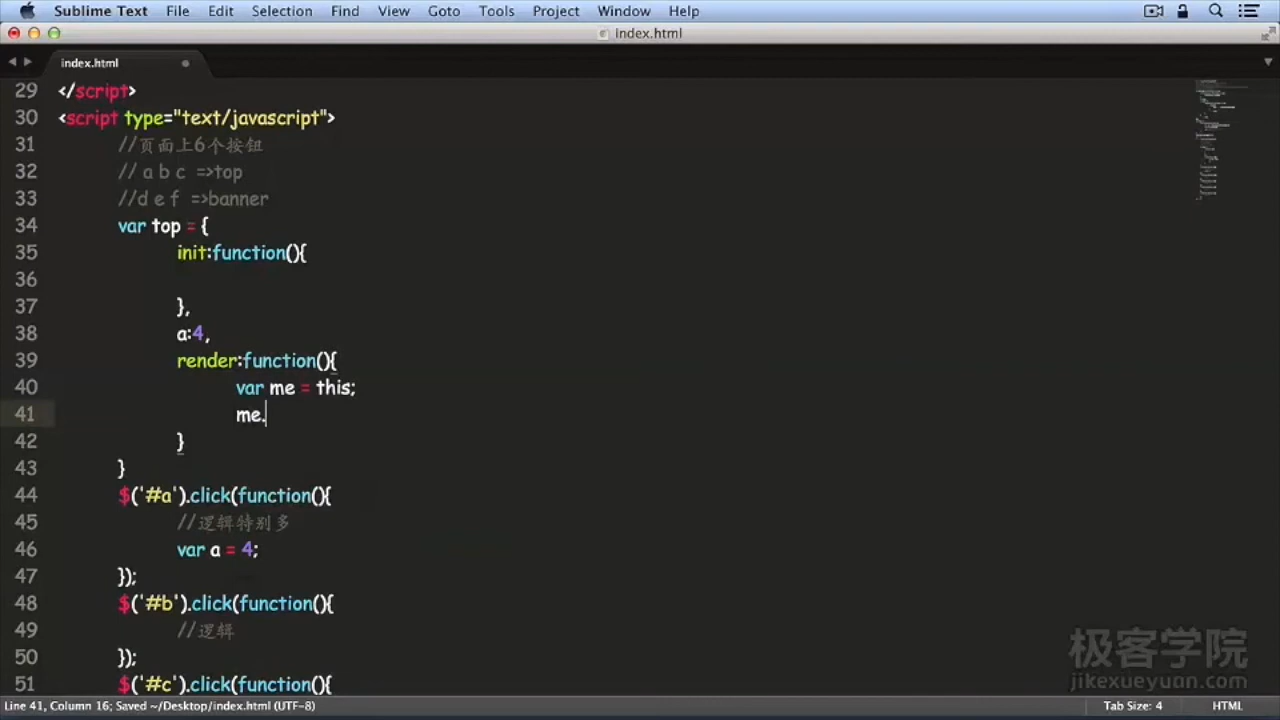 Sublime Text File Edit Selection Find View Goto Tools Project Window Help
index.html
index.html
29 </script>
30 <script type="text/javascript">
31 //页面上6个按钮
32 // a b c =>top
33 //d e f =>banner
34 var top = {
35 init:function(){
36
37 },
38 a:4,
39 render:function(){
40 var me = this;
41 me.
42 }
43 }
44 $('#a').click(function(){
45 //逻辑特别多
46 var a = 4;
47 });
48 $('#b').click(function(){
49 //逻辑
50 });
51 $('#c').click(function(){
极客学院
jikexueyuan.com
Line 41, Column 16; Saved ~/Desktop/index.html (UTF-8) Tab Size: 4 HTML